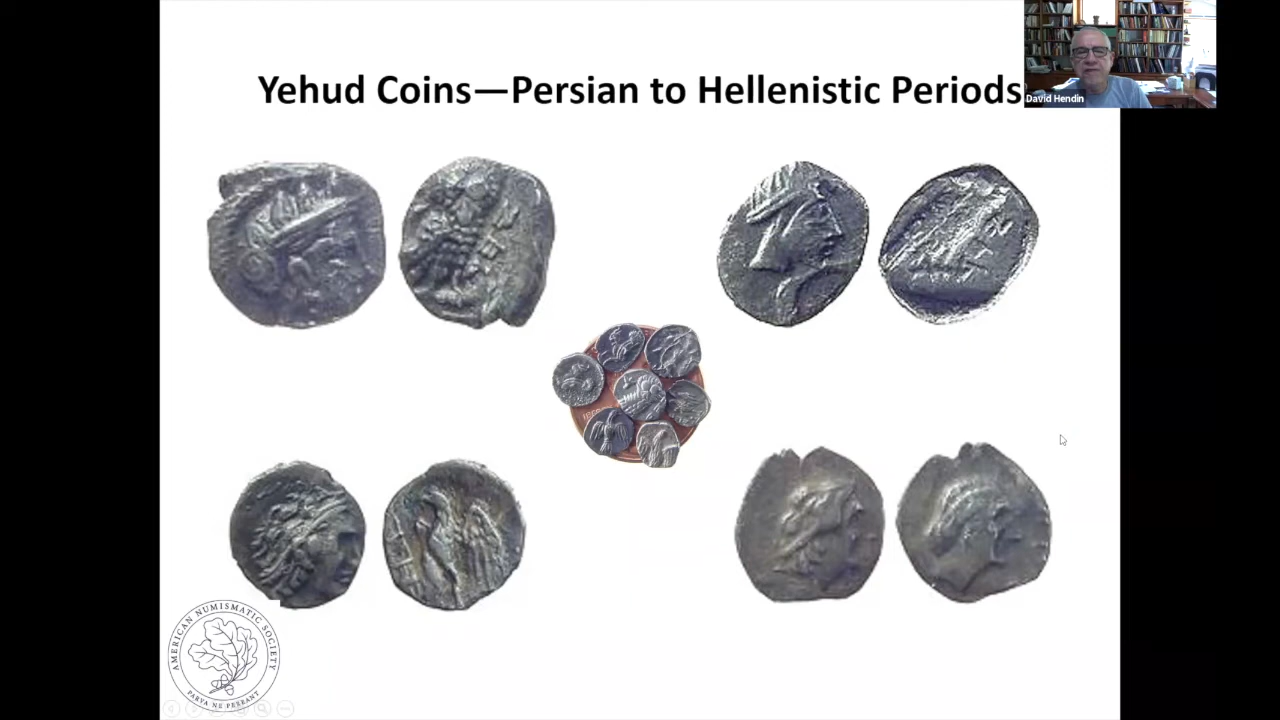 Yehud Coins—Persian to Hellenistic Periods
David Hendin
AMERICAN NUMISMATIC SOCIETY
PARVA NE PEREANT